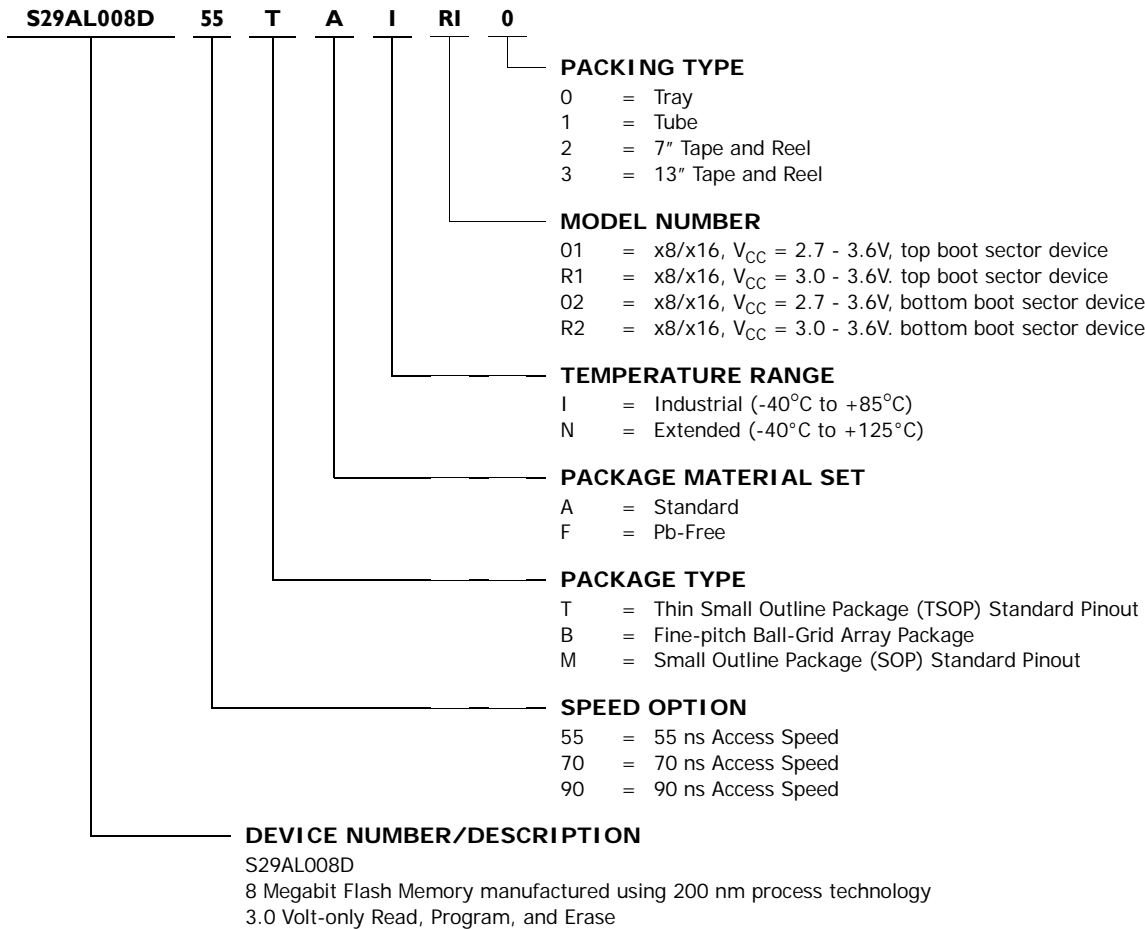 S29AL008D 55 T A I RI 0
PACKING TYPE
0 = Tray
1 = Tube
2 = 7″ Tape and Reel
3 = 13″ Tape and Reel
MODEL NUMBER
01 = x8/x16, VCC = 2.7 - 3.6V, top boot sector device
R1 = x8/x16, VCC = 3.0 - 3.6V. top boot sector device
02 = x8/x16, VCC = 2.7 - 3.6V, bottom boot sector device
R2 = x8/x16, VCC = 3.0 - 3.6V. bottom boot sector device
TEMPERATURE RANGE
I = Industrial (-40°C to +85°C)
N = Extended (-40°C to +125°C)
PACKAGE MATERIAL SET
A = Standard
F = Pb-Free
PACKAGE TYPE
T = Thin Small Outline Package (TSOP) Standard Pinout
B = Fine-pitch Ball-Grid Array Package
M = Small Outline Package (SOP) Standard Pinout
SPEED OPTION
55 = 55 ns Access Speed
70 = 70 ns Access Speed
90 = 90 ns Access Speed
DEVICE NUMBER/DESCRIPTION
S29AL008D
8 Megabit Flash Memory manufactured using 200 nm process technology
3.0 Volt-only Read, Program, and Erase